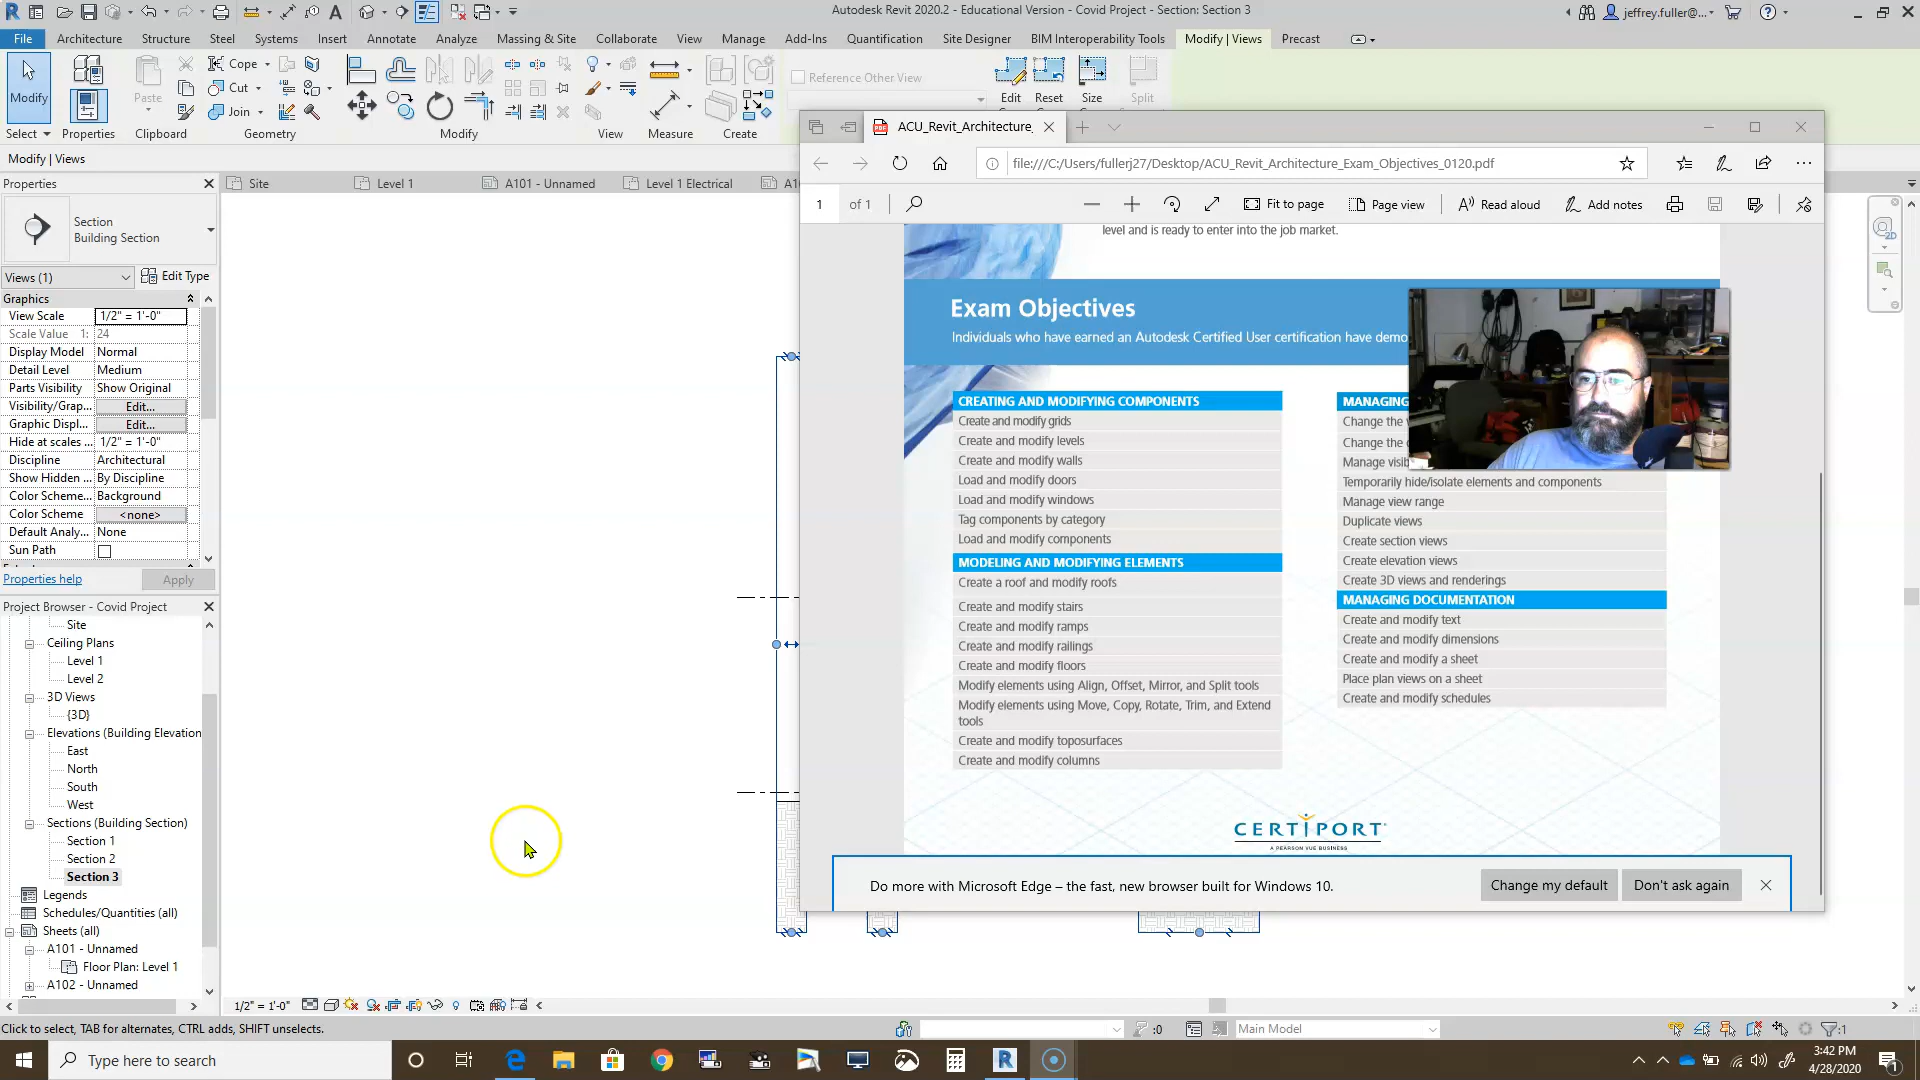 Autodesk Revit 2020.2 - Educational Version - Covid Project - Section: Section 3
jeffrey.fuller@...
File Architecture Structure Steel Systems Insert Annotate Analyze Massing & Site Collaborate View Manage Add-Ins Quantification Site Designer BIM Interoperability Tools Modify | Views Precast
Modify
Paste
Cope
Cut
Join
Reference Other View
Edit Reset Size Split
Select Properties Clipboard Geometry Modify View Measure Create
Modify | Views
Properties
Section
Building Section
Views (1) Edit Type
Graphics
View Scale 1/2" = 1'-0"
Scale Value 1: 24
Display Model Normal
Detail Level Medium
Parts Visibility Show Original
Visibility/Grap... Edit...
Graphic Displ... Edit...
Hide at scales ... 1/2" = 1'-0"
Discipline Architectural
Show Hidden ... By Discipline
Color Scheme... Background
Color Scheme <none>
Default Analy... None
Sun Path
Properties help Apply
Project Browser - Covid Project
Site
Ceiling Plans
Level 1
Level 2
3D Views
{3D}
Elevations (Building Elevation
East
North
South
West
Sections (Building Section)
Section 1
Section 2
Section 3
Legends
Schedules/Quantities (all)
Sheets (all)
A101 - Unnamed
Floor Plan: Level 1
A102 - Unnamed
Site Level 1 A101 - Unnamed Level 1 Electrical A1
ACU_Revit_Architecture_
file:///C:/Users/fullerj27/Desktop/ACU_Revit_Architecture_Exam_Objectives_0120.pdf
1 of 1 Fit to page Page view Read aloud Add notes
level and is ready to enter into the job market.
Exam Objectives
Individuals who have earned an Autodesk Certified User certification have demo
CREATING AND MODIFYING COMPONENTS
Create and modify grids
Create and modify levels
Create and modify walls
Load and modify doors
Load and modify windows
Tag components by category
Load and modify components
MODELING AND MODIFYING ELEMENTS
Create a roof and modify roofs
Create and modify stairs
Create and modify ramps
Create and modify railings
Create and modify floors
Modify elements using Align, Offset, Mirror, and Split tools
Modify elements using Move, Copy, Rotate, Trim, and Extend
tools
Create and modify toposurfaces
Create and modify columns
MANAGING
Change the
Change the
Manage visib
Temporarily hide/isolate elements and components
Manage view range
Duplicate views
Create section views
Create elevation views
Create 3D views and renderings
MANAGING DOCUMENTATION
Create and modify text
Create and modify dimensions
Create and modify a sheet
Place plan views on a sheet
Create and modify schedules
CERTIPORT
A PEARSON VUE BUSINESS
Do more with Microsoft Edge – the fast, new browser built for Windows 10. Change my default Don't ask again
1/2" = 1'-0"
Click to select, TAB for alternates, CTRL adds, SHIFT unselects.
:0 Main Model :1
Type here to search
3:42 PM
4/28/2020